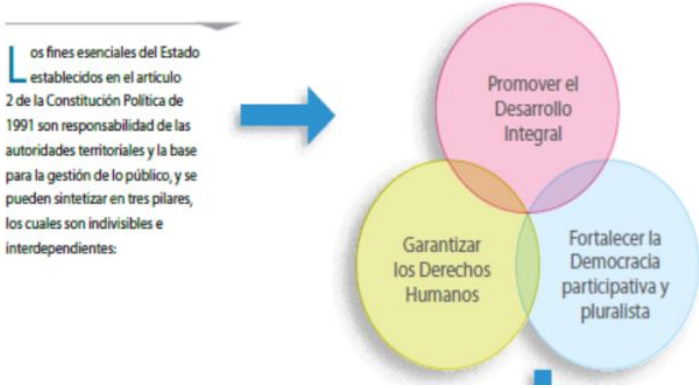 Los fines esenciales del Estado
establecidos en el artículo
2 de la Constitución Política de
1991 son responsabilidad de las
autoridades territoriales y la base
para la gestión de lo público, y se
pueden sintetizar en tres pilares,
los cuales son indivisibles e
interdependientes:
Promover el
Desarrollo
Integral
Garantizar
los Derechos
Humanos
Fortalecer la
Democracia
participativa y
pluralista